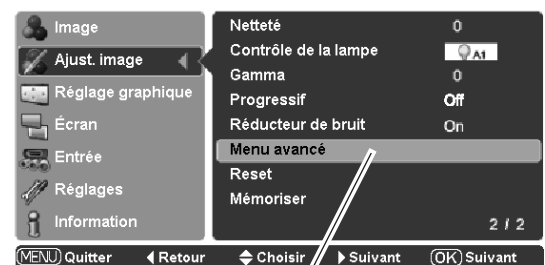 Image
Ajust. image
Réglage graphique
Écran
Entrée
Réglages
Information
Netteté 0
Contrôle de la lampe A1
Gamma 0
Progressif Off
Réducteur de bruit On
Menu avancé
Reset
Mémoriser
2 / 2
MENU Quitter Retour Choisir Suivant OK Suivant